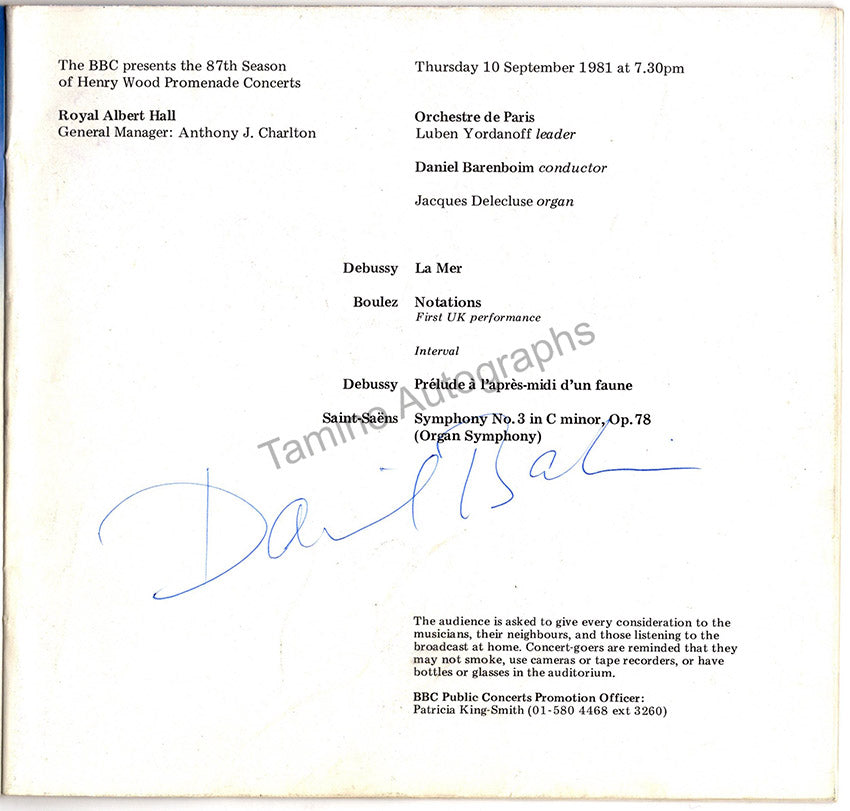 The BBC presents the 87th Season
of Henry Wood Promenade Concerts
Royal Albert Hall
General Manager: Anthony J. Charlton
Thursday 10 September 1981 at 7.30pm
Orchestre de Paris
Luben Yordanoff leader
Daniel Barenboim conductor
Jacques Delecluse organ
Debussy La Mer
Boulez Notations
First UK performance
Interval
Debussy Prélude à l'après-midi d'un faune
Saint-Saëns Symphony No. 3 in C minor, Op. 78
(Organ Symphony)
Tamino Autographs
Daniel Ba
The audience is asked to give every consideration to the
musicians, their neighbours, and those listening to the
broadcast at home. Concert-goers are reminded that they
may not smoke, use cameras or tape recorders, or have
bottles or glasses in the auditorium.
BBC Public Concerts Promotion Officer:
Patricia King-Smith (01-580 4468 ext 3260)